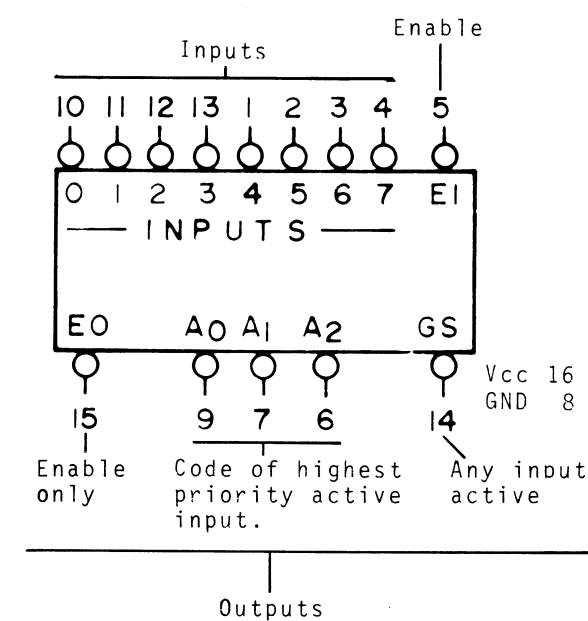 Enable
Inputs
10 11 12 13 1 2 3 4 5
0 1 2 3 4 5 6 7 EI
INPUTS
EO A0 A1 A2 GS
Vcc 16
GND 8
15 9 7 6 14
Enable only
Code of highest priority active input.
Any input active
Outputs